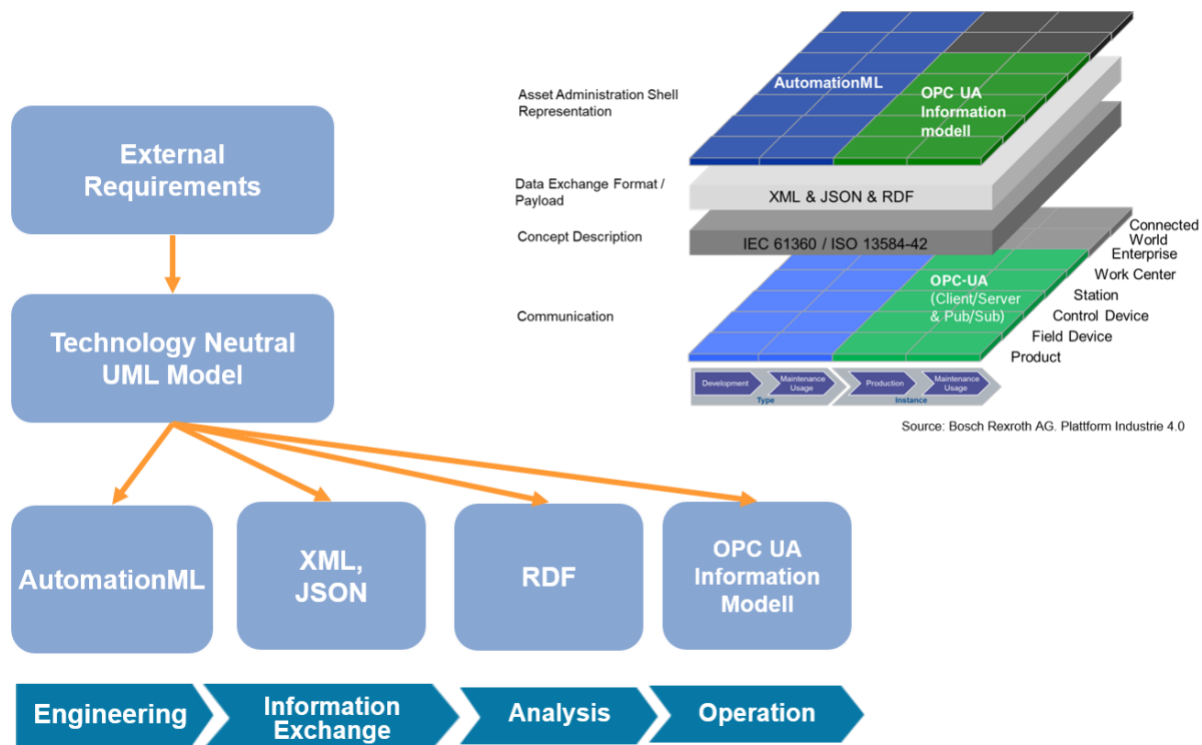 External
Requirements
Technology Neutral
UML Model
AutomationML
XML,
JSON
RDF
OPC UA
Information
Modell
Engineering
Information
Exchange
Analysis
Operation
Asset Administration Shell
Representation
AutomationML
OPC UA
Information
modell
Data Exchange Format /
Payload
XML & JSON & RDF
Concept Description
IEC 61360 / ISO 13584-42
Communication
OPC-UA
(Client/Server
& Pub/Sub)
Connected
World
Enterprise
Work Center
Station
Control Device
Field Device
Product
Development
Maintenance
Usage
Production
Maintenance
Usage
Type
Instance
Source: Bosch Rexroth AG. Plattform Industrie 4.0